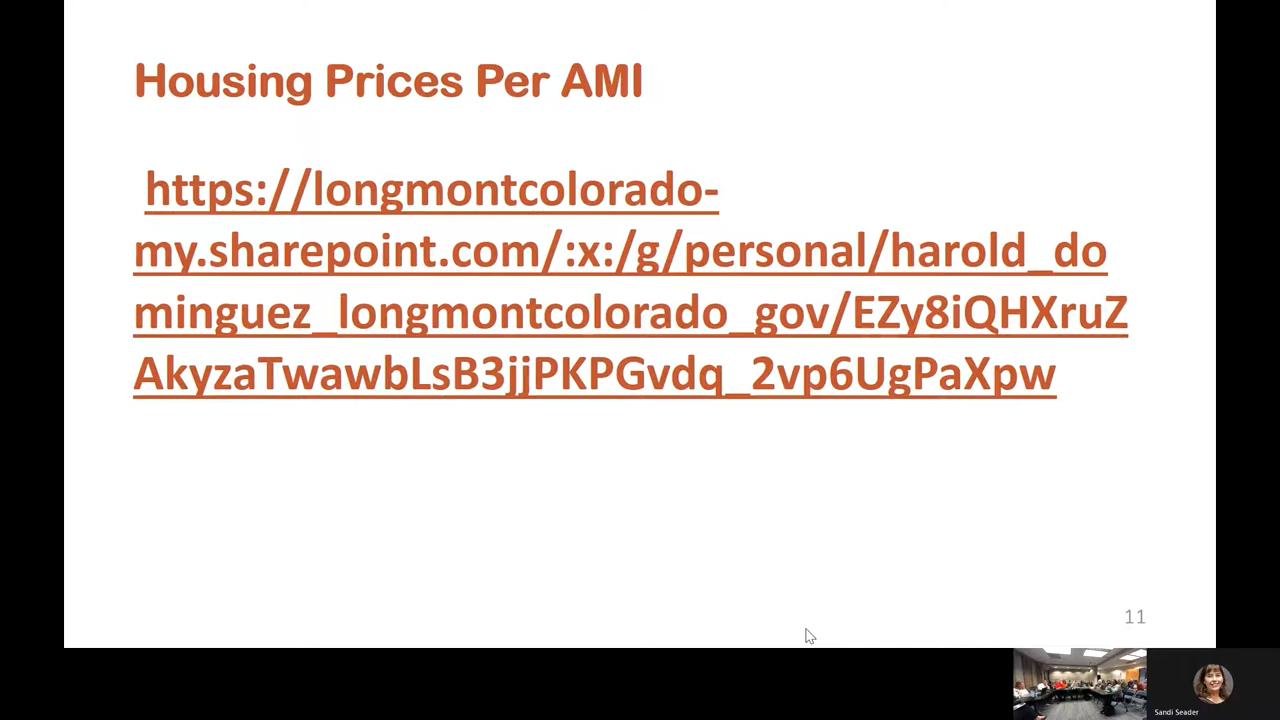 Housing Prices Per AMI
https://longmontcolorado-
my.sharepoint.com/:x:/g/personal/harold_do
minguez_longmontcolorado_gov/EZy8iQHXruZ
AkyzaTwawbLsB3jjPKPGvdq_2vp6UgPaXpw
11
Sandi Seader